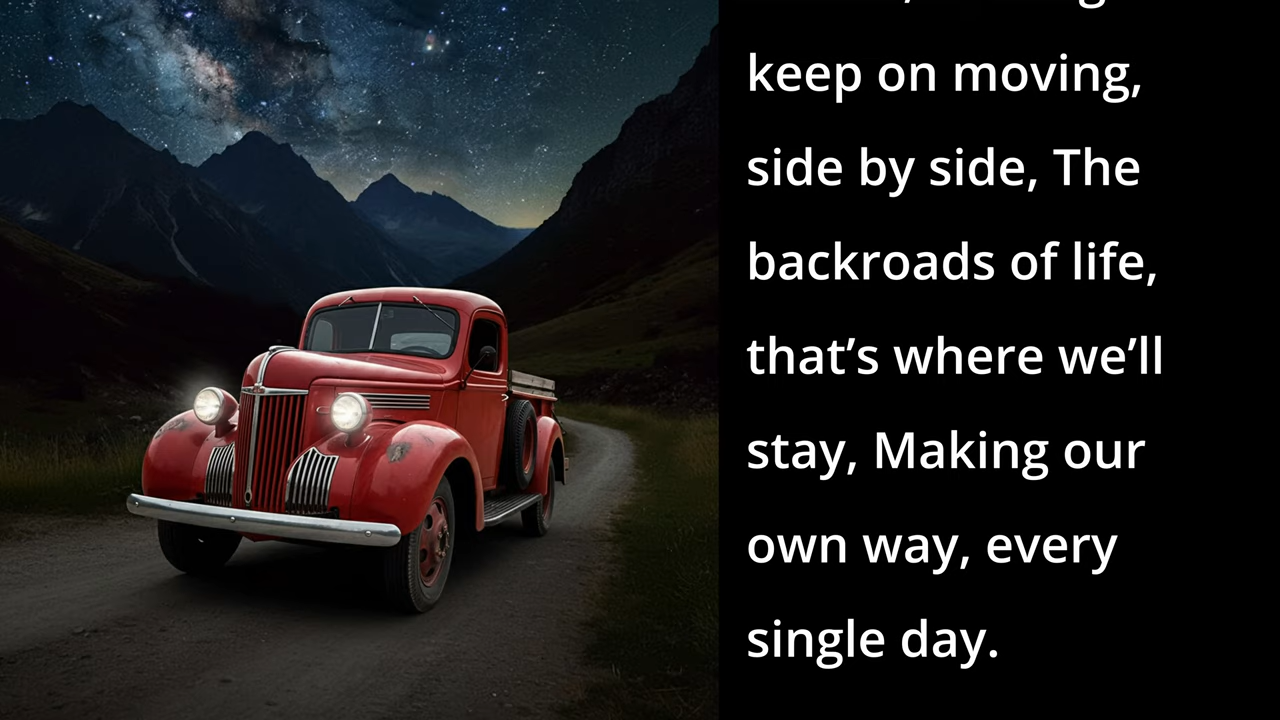 keep on moving,
side by side, The
backroads of life,
that’s where we’ll
stay, Making our
own way, every
single day.